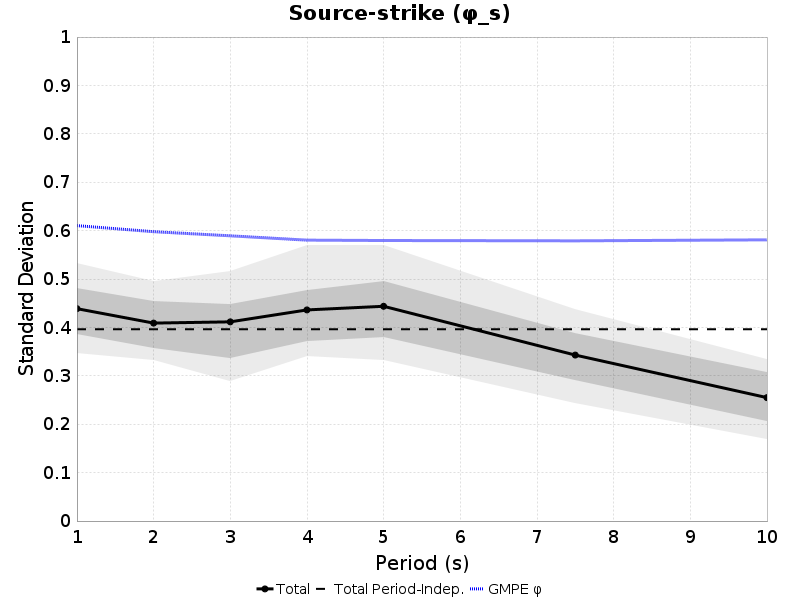 Source-strike (φ_s)
1
0.9
0.8
0.7
0.6
0.5
0.4
0.3
0.2
0.1
0
Standard Deviation
1 2 3 4 5 6 7 8 9 10
Period (s)
Total Total Period-Indep. GMPE φ